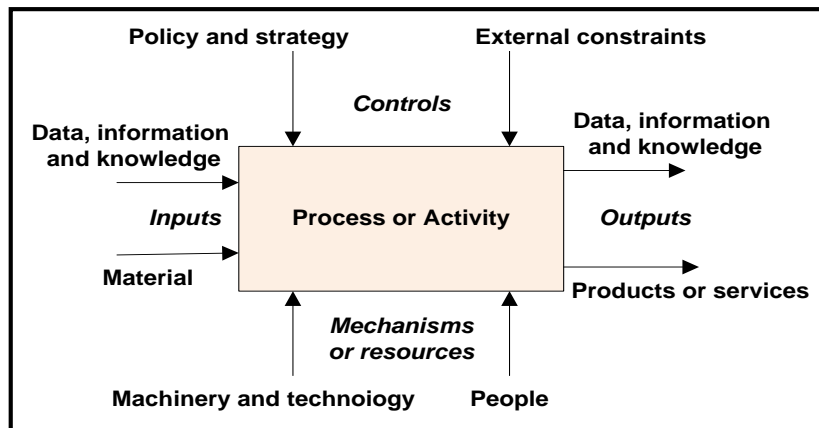 Policy and strategy
External constraints
Controls
Data, information
and knowledge
Data, information
and knowledge
Inputs
Process or Activity
Outputs
Material
Products or services
Mechanisms
or resources
Machinery and technoiogy
People